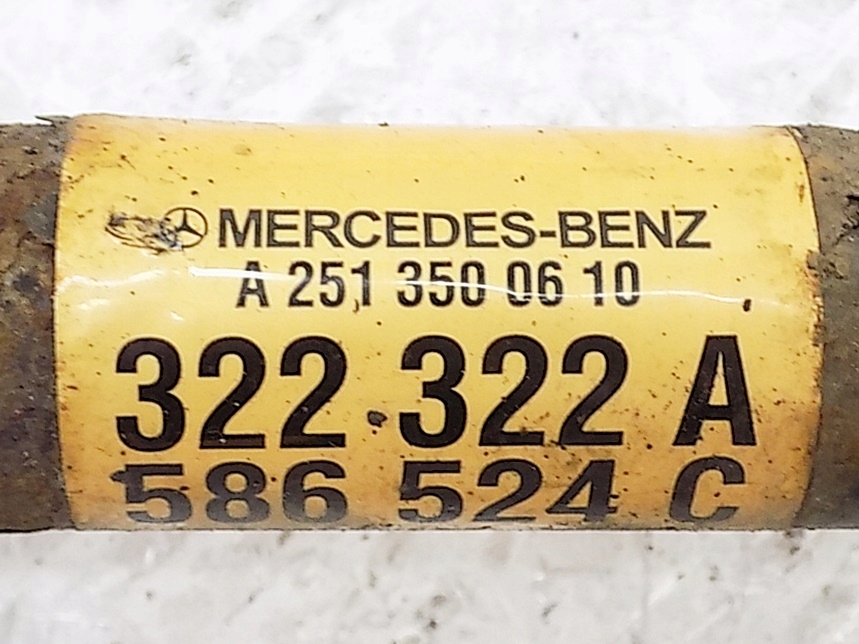 MERCEDES-BENZ
A 251 350 06 10
322 322 A
586 524 C